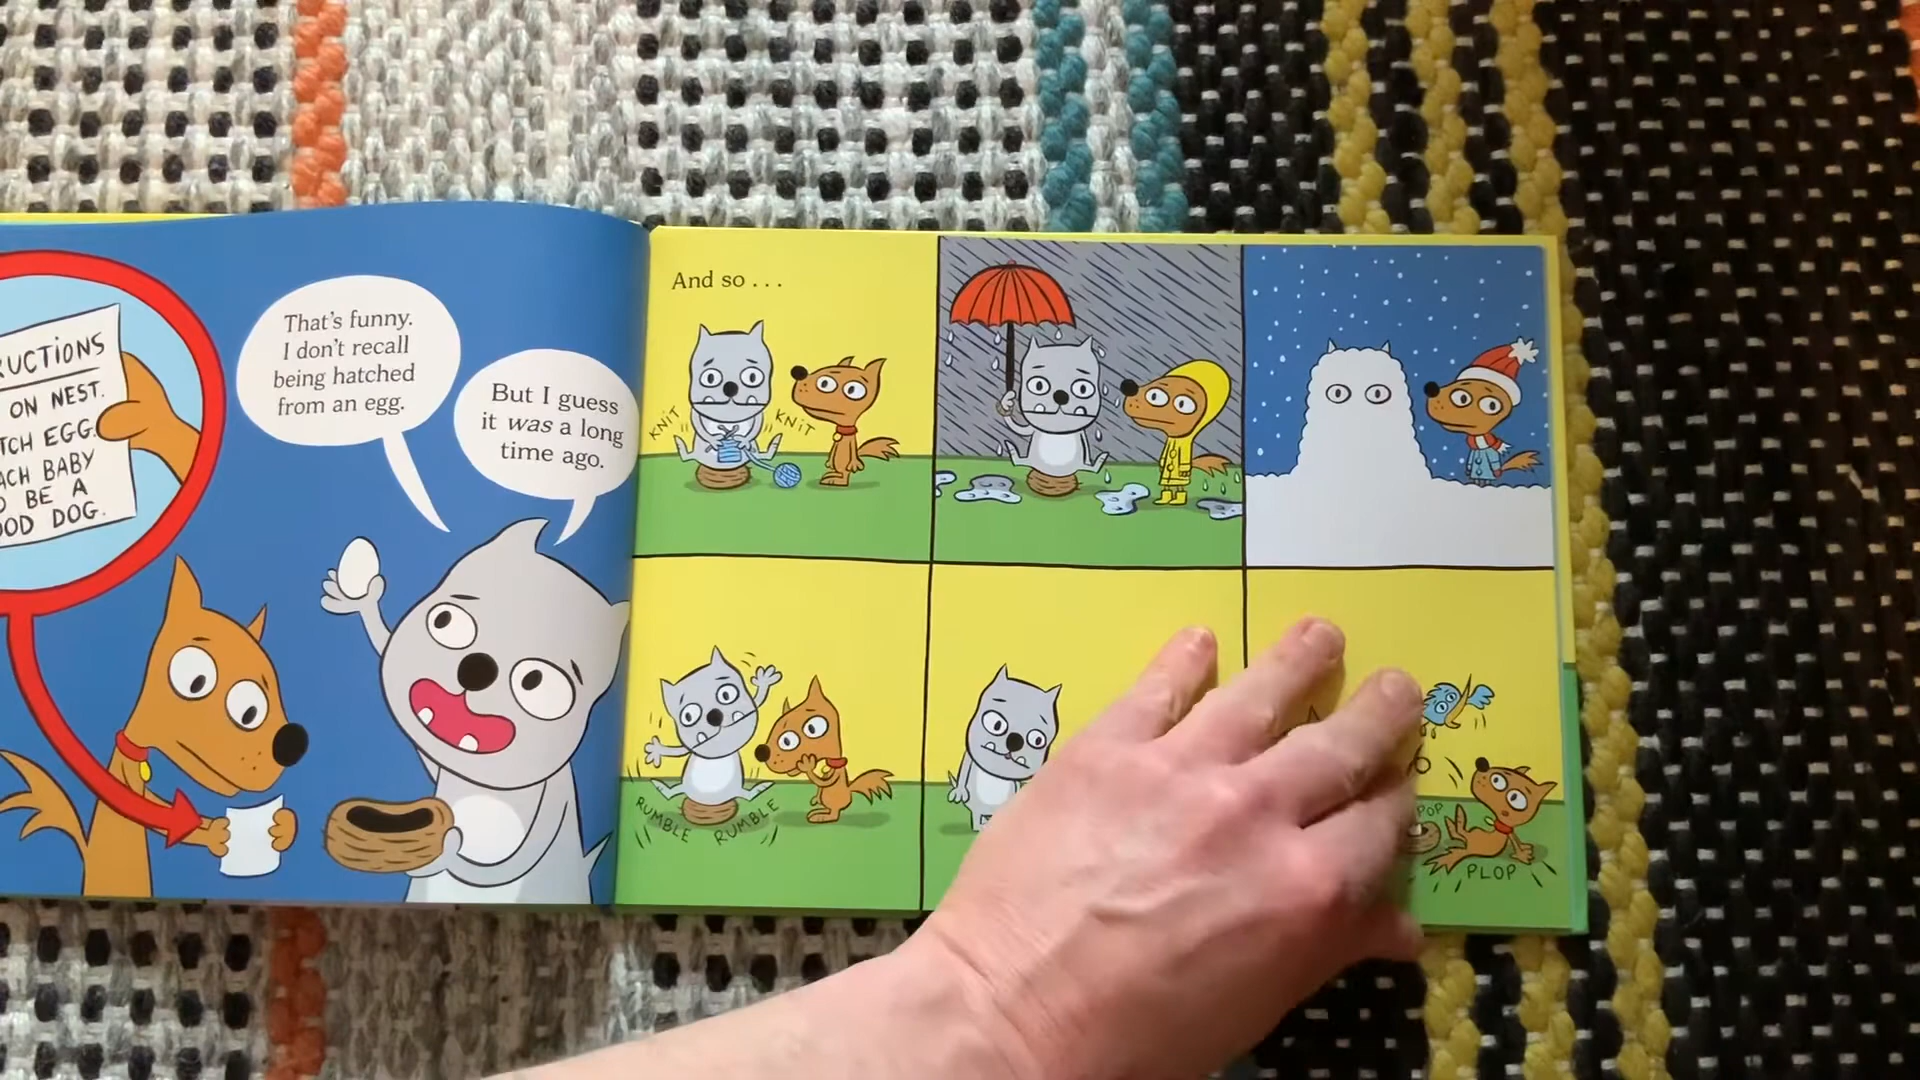 RUCTIONS
ON NEST.
TCH EGG.
ACH BABY
O BE A
OOD DOG.
That's funny.
I don't recall
being hatched
from an egg.
But I guess
it was a long
time ago.
And so . . .
KNIT
KNIT
RUMBLE RUMBLE
POP
PLOP